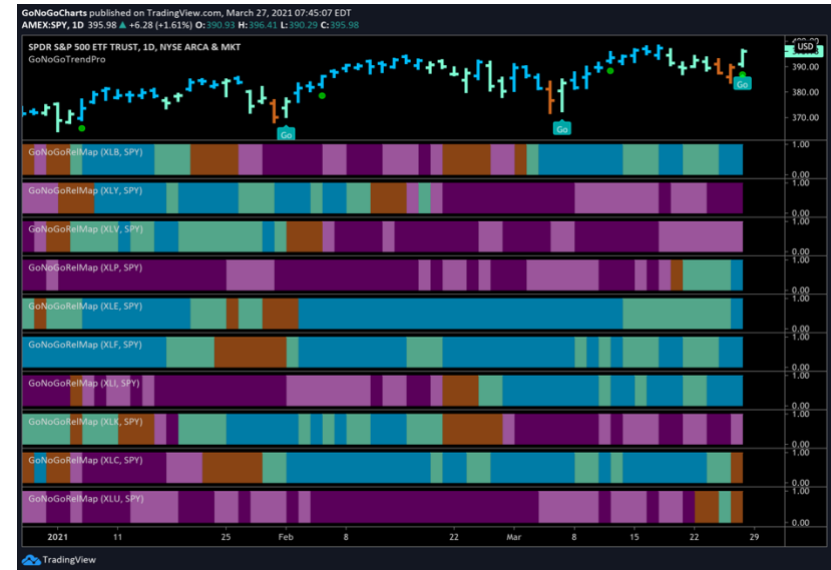 GoNoGoCharts published on TradingView.com, March 27, 2021 07:45:07 EDT
AMEX:SPY, 1D 395.98 ▲ +6.28 (+1.61%) O:390.93 H:396.41 L:390.29 C:395.98
SPDR S&P 500 ETF TRUST, 1D, NYSE ARCA & MKT
GoNoGoTrendPro
USD
390.00
380.00
370.00
Go
Go
Go
GoNoGoRelMap (XLB, SPY)
1.00
0.00
GoNoGoRelMap (XLY, SPY)
1.00
0.00
GoNoGoRelMap (XLV, SPY)
1.00
0.00
GoNoGoRelMap (XLP, SPY)
1.00
0.00
GoNoGoRelMap (XLE, SPY)
1.00
0.00
GoNoGoRelMap (XLF, SPY)
1.00
0.00
GoNoGoRelMap (XLI, SPY)
1.00
0.00
GoNoGoRelMap (XLK, SPY)
1.00
0.00
GoNoGoRelMap (XLC, SPY)
1.00
0.00
GoNoGoRelMap (XLU, SPY)
1.00
0.00
2021 11 25 Feb 8 22 Mar 8 15 22 29
TradingView